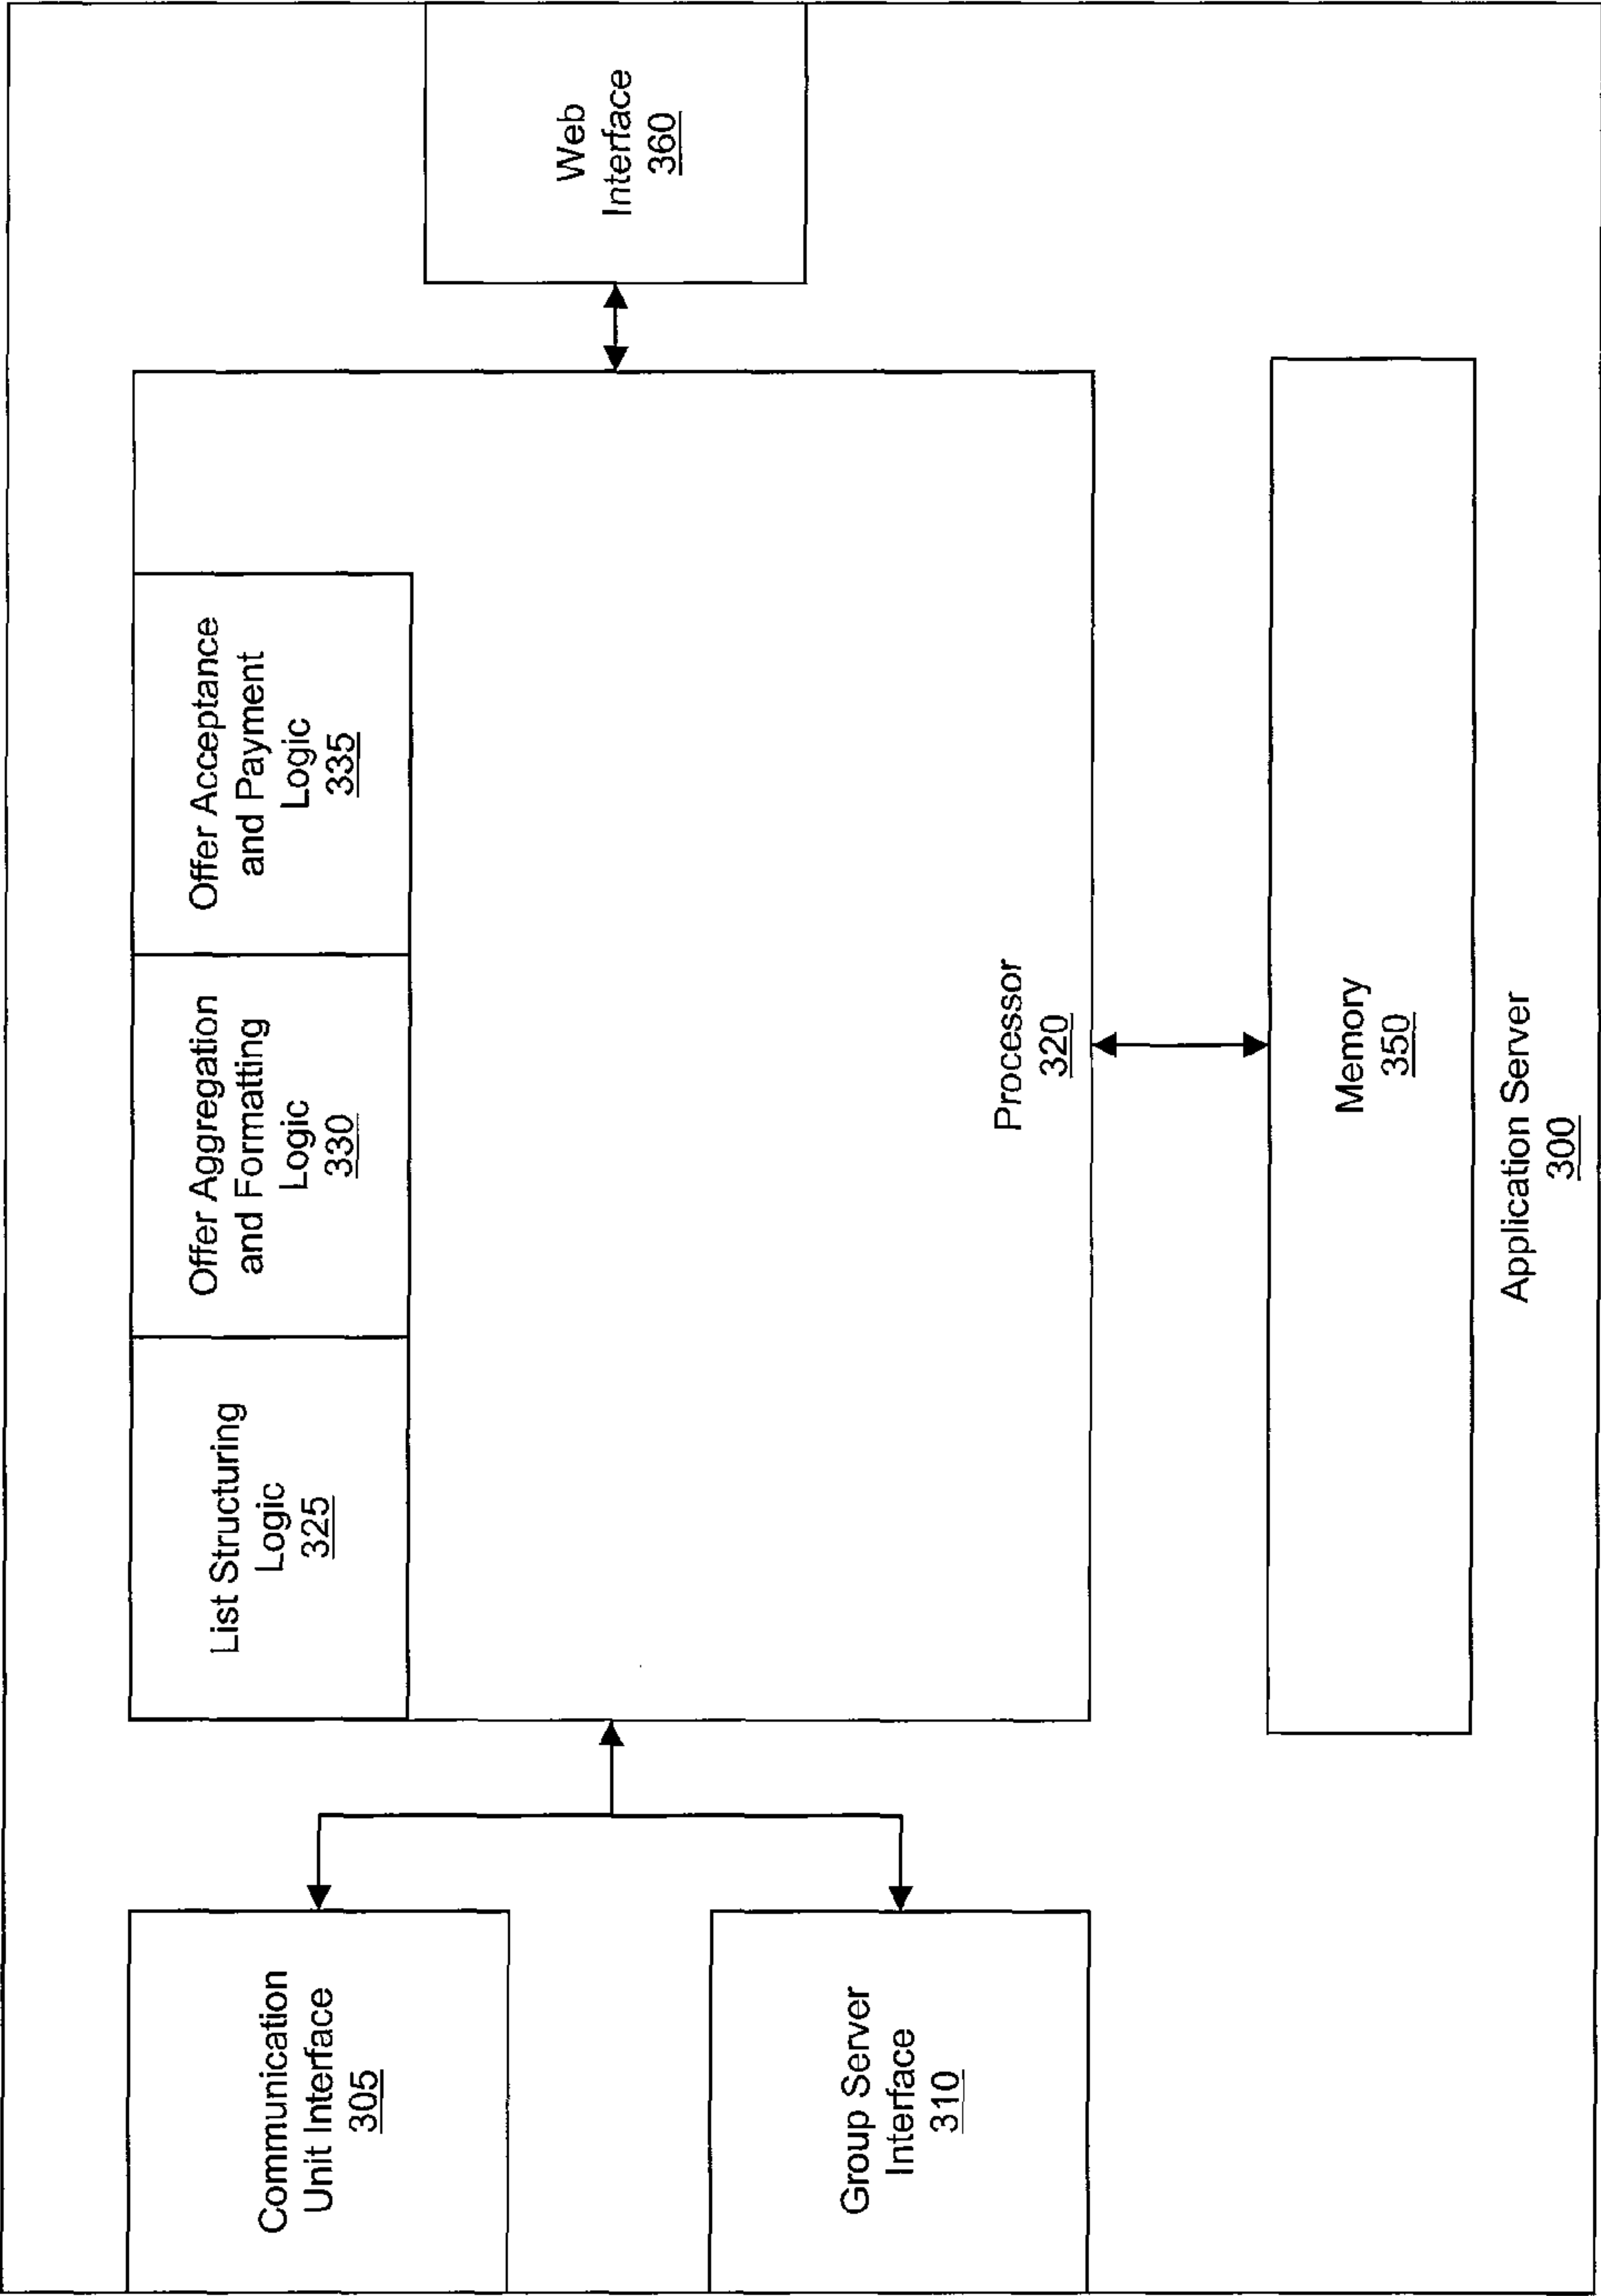 Communication
Unit Interface
305
Group Server
Interface
310
List Structuring
Logic
325
Offer Aggregation
and Formatting
Logic
330
Offer Acceptance
and Payment
Logic
335
Processor
320
Memory
350
Web
Interface
360
Application Server
300